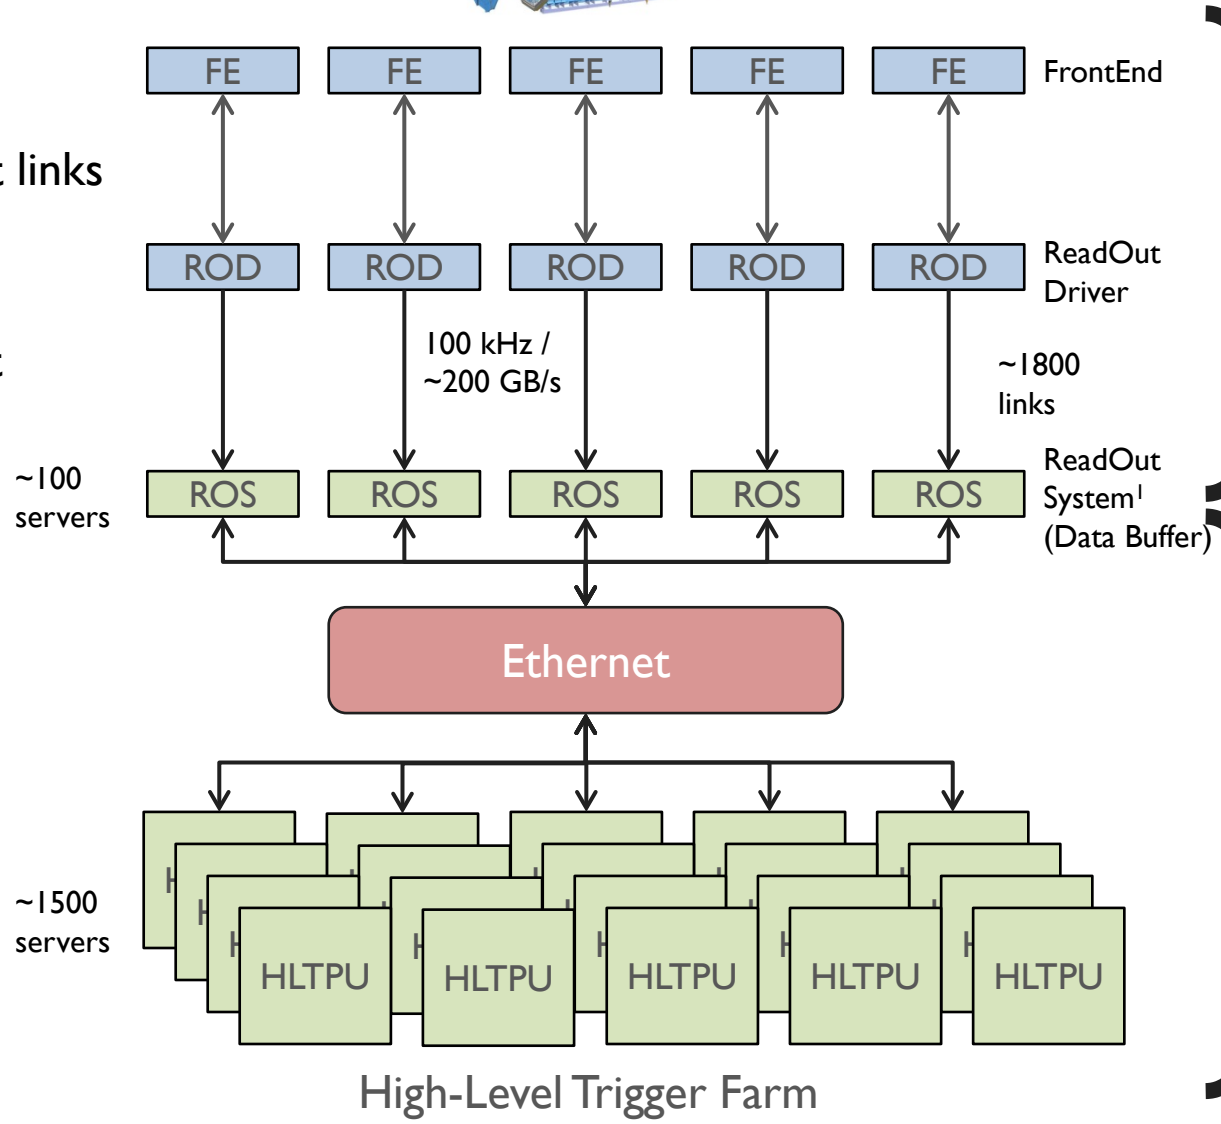 FE FE FE FE FE FrontEnd
links
ROD ROD ROD ROD ROD ReadOut
Driver
100 kHz /
~200 GB/s
~1800
links
~100
servers
ROS ROS ROS ROS ROS
ReadOut
System¹
(Data Buffer)
Ethernet
~1500
servers
HLTPU HLTPU HLTPU HLTPU HLTPU
High-Level Trigger Farm